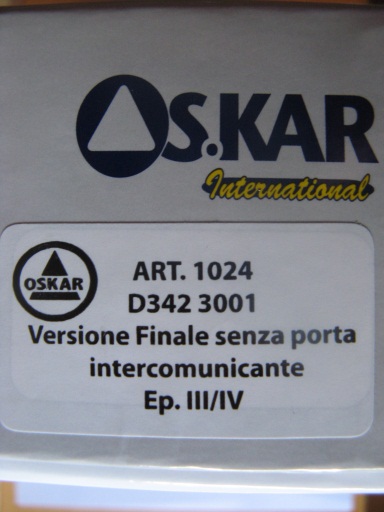 OS.KAR
International
OSKAR
ART. 1024
D342 3001
Versione Finale senza porta
intercomunicante
Ep. III/IV